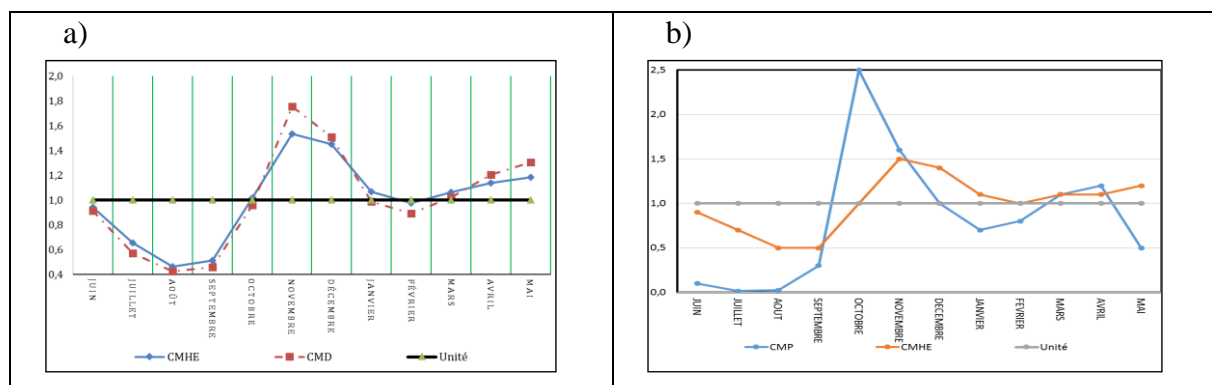 a)
2,0
1,8
1,6
1,4
1,2
1,0
0,8
0,6
0,4
JUIN
JUILLET
AOÛT
SEPTEMBRE
OCTOBRE
NOVEMBRE
DÉCEMBRE
JANVIER
FÉVRIER
MARS
AVRIL
MAI
CMHE CMD Unité
b)
2,5
2,0
1,5
1,0
0,5
0,0
JUIN
JUILLET
AOUT
SEPTEMBRE
OCTOBRE
NOVEMBRE
DECEMBRE
JANVIER
FEVRIER
MARS
AVRIL
MAI
CMP CMHE Unité